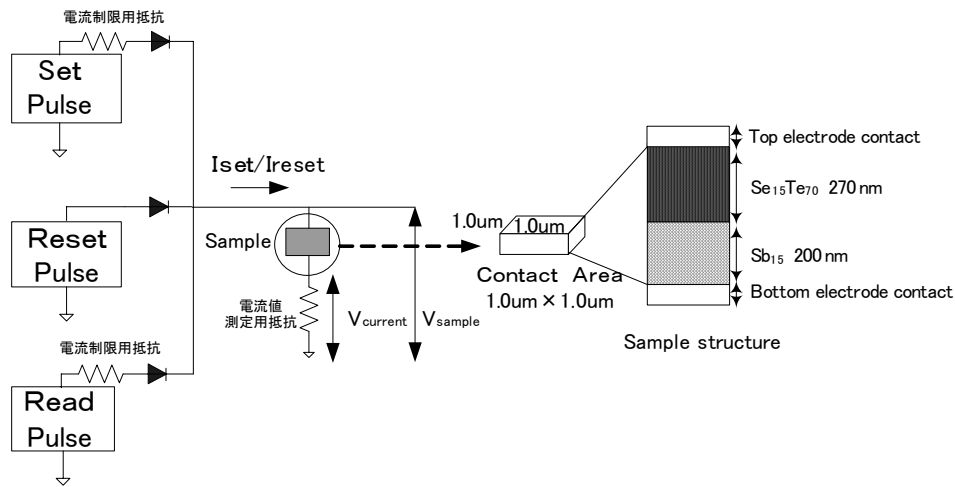 電流制限用抵抗
Set
Pulse
Iset/Ireset
Reset
Pulse
Sample
電流値
測定用抵抗
Vcurrent
Vsample
電流制限用抵抗
Read
Pulse
1.0um
1.0um
Contact Area
1.0um×1.0um
Top electrode contact
Se₁₅Te₇₀ 270 nm
Sb₁₅ 200 nm
Bottom electrode contact
Sample structure